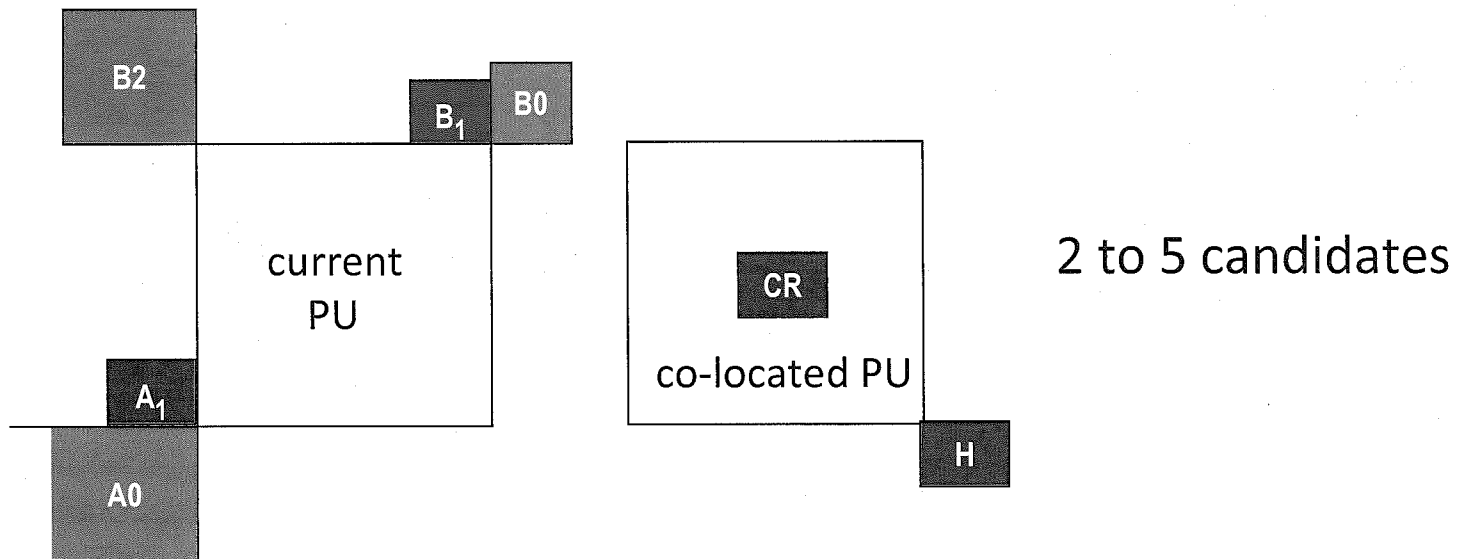 B2
B₁
B0
current
PU
A₁
A0
CR
co-located PU
H
2 to 5 candidates